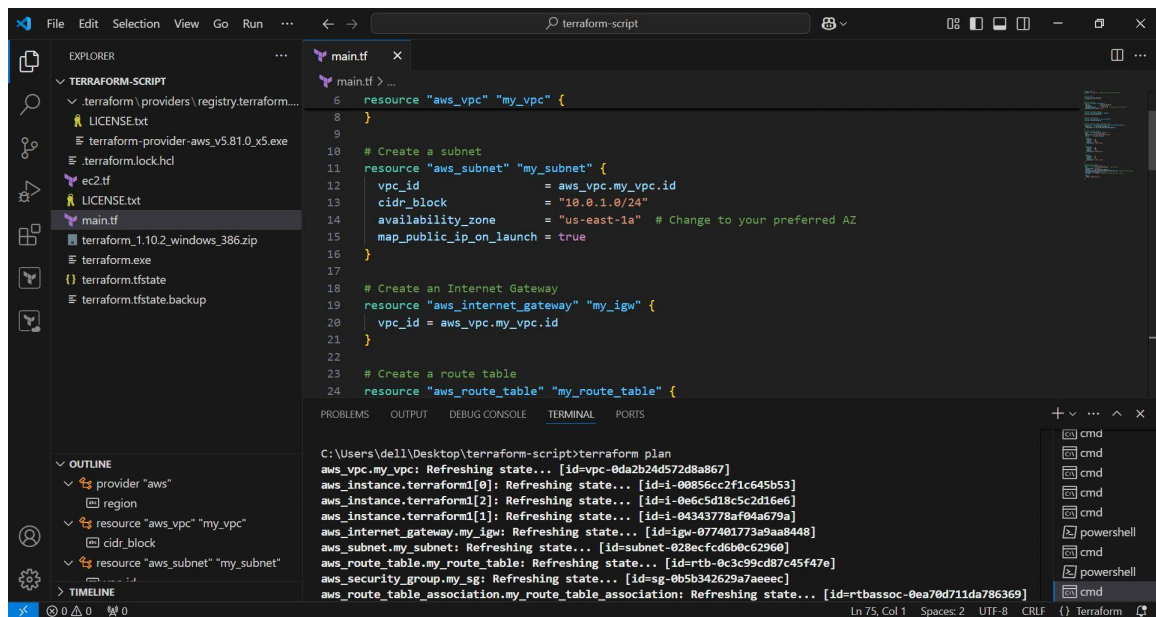 File Edit Selection View Go Run ···
terraform-script
EXPLORER ···
TERRAFORM-SCRIPT
.terraform \ providers \ registry.terraform....
LICENSE.txt
terraform-provider-aws_v5.81.0_x5.exe
.terraform.lock.hcl
ec2.tf
LICENSE.txt
main.tf
terraform_1.10.2_windows_386.zip
terraform.exe
{} terraform.tfstate
terraform.tfstate.backup
OUTLINE
provider "aws"
region
resource "aws_vpc" "my_vpc"
cidr_block
resource "aws_subnet" "my_subnet"
TIMELINE
main.tf ×
main.tf > ...
6 resource "aws_vpc" "my_vpc" {
8 }
9
10 # Create a subnet
11 resource "aws_subnet" "my_subnet" {
12 vpc_id = aws_vpc.my_vpc.id
13 cidr_block = "10.0.1.0/24"
14 availability_zone = "us-east-1a" # Change to your preferred AZ
15 map_public_ip_on_launch = true
16 }
17
18 # Create an Internet Gateway
19 resource "aws_internet_gateway" "my_igw" {
20 vpc_id = aws_vpc.my_vpc.id
21 }
22
23 # Create a route table
24 resource "aws_route_table" "my_route_table" {
PROBLEMS OUTPUT DEBUG CONSOLE TERMINAL PORTS
C:\Users\dell\Desktop\terraform-script>terraform plan
aws_vpc.my_vpc: Refreshing state... [id=vpc-0da2b24d572d8a867]
aws_instance.terraform1[0]: Refreshing state... [id=i-00856cc2f1c645b53]
aws_instance.terraform1[2]: Refreshing state... [id=i-0e6c5d18c5c2d16e6]
aws_instance.terraform1[1]: Refreshing state... [id=i-04343778af04a679a]
aws_internet_gateway.my_igw: Refreshing state... [id=igw-077401773a9aa8448]
aws_subnet.my_subnet: Refreshing state... [id=subnet-028ecfcd6b0c62960]
aws_route_table.my_route_table: Refreshing state... [id=rtb-0c3c99cd87c45f47e]
aws_security_group.my_sg: Refreshing state... [id=sg-0b5b342629a7aeeec]
aws_route_table_association.my_route_table_association: Refreshing state... [id=rtbassoc-0ea70d711da786369]
cmd
cmd
cmd
cmd
cmd
powershell
cmd
powershell
cmd
0 0 0 Ln 75, Col 1 Spaces: 2 UTF-8 CRLF {} Terraform